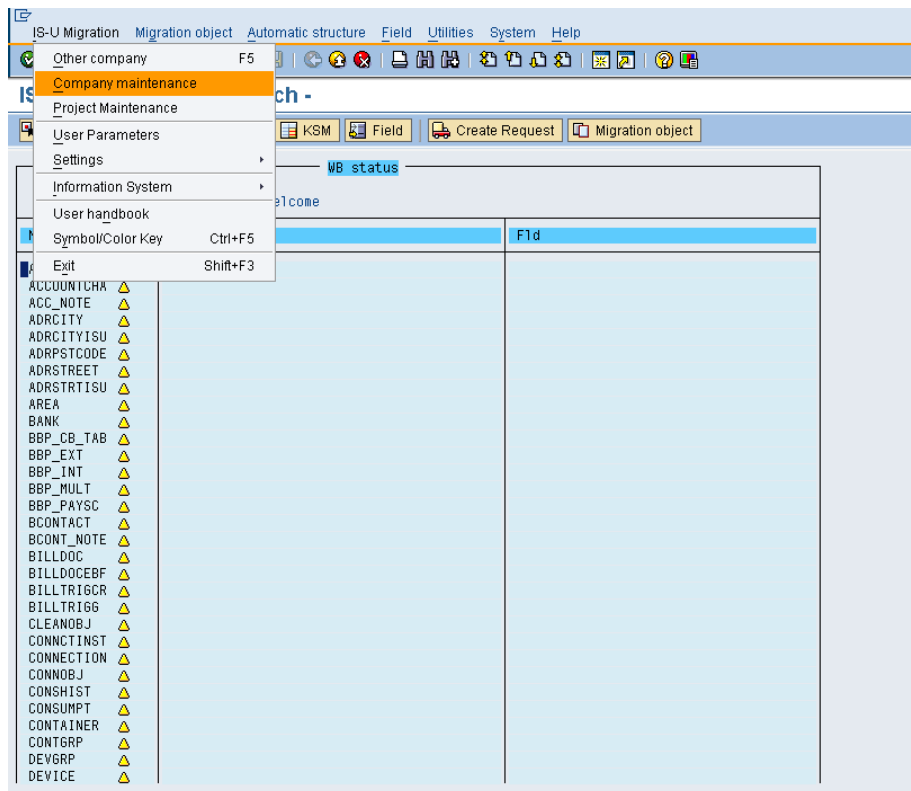 IS-U Migration Migration object Automatic structure Field Utilities System Help
Other company F5
Company maintenance
IS ch -
Project Maintenance
User Parameters KSM Field Create Request Migration object
Settings WB status
Information System
User handbook elcome
Symbol/Color Key Ctrl+F5 Fld
Exit Shift+F3
ACCOUNTCHA
ACC_NOTE
ADRCITY
ADRCITYISU
ADRPSTCODE
ADRSTREET
ADRSTRTISU
AREA
BANK
BBP_CB_TAB
BBP_EXT
BBP_INT
BBP_MULT
BBP_PAYSC
BCONTACT
BCONT_NOTE
BILLDOC
BILLDOCEBF
BILLTRIGCR
BILLTRIGG
CLEANOBJ
CONNCTINST
CONNECTION
CONNOBJ
CONSHIST
CONSUMPT
CONTAINER
CONTGRP
DEVGRP
DEVICE